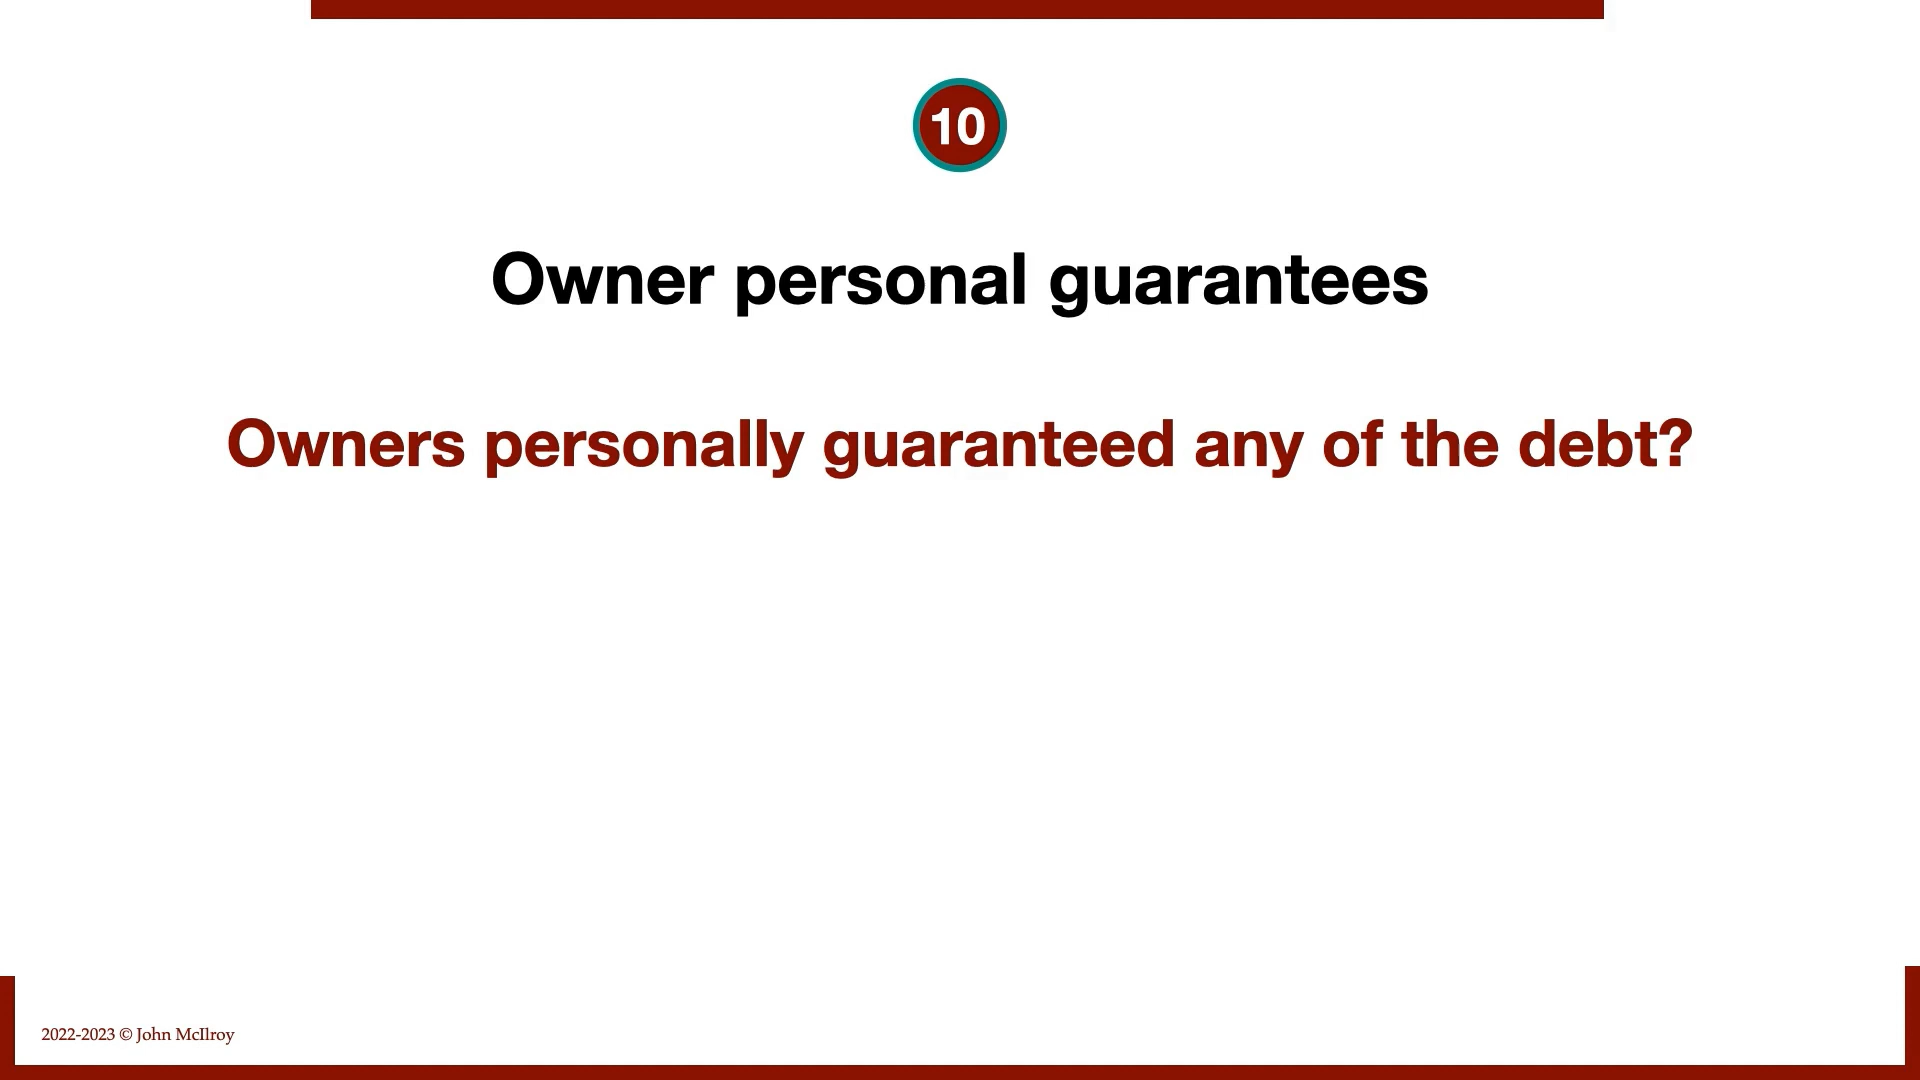 10
Owner personal guarantees
Owners personally guaranteed any of the debt?
2022-2023 © John McIlroy